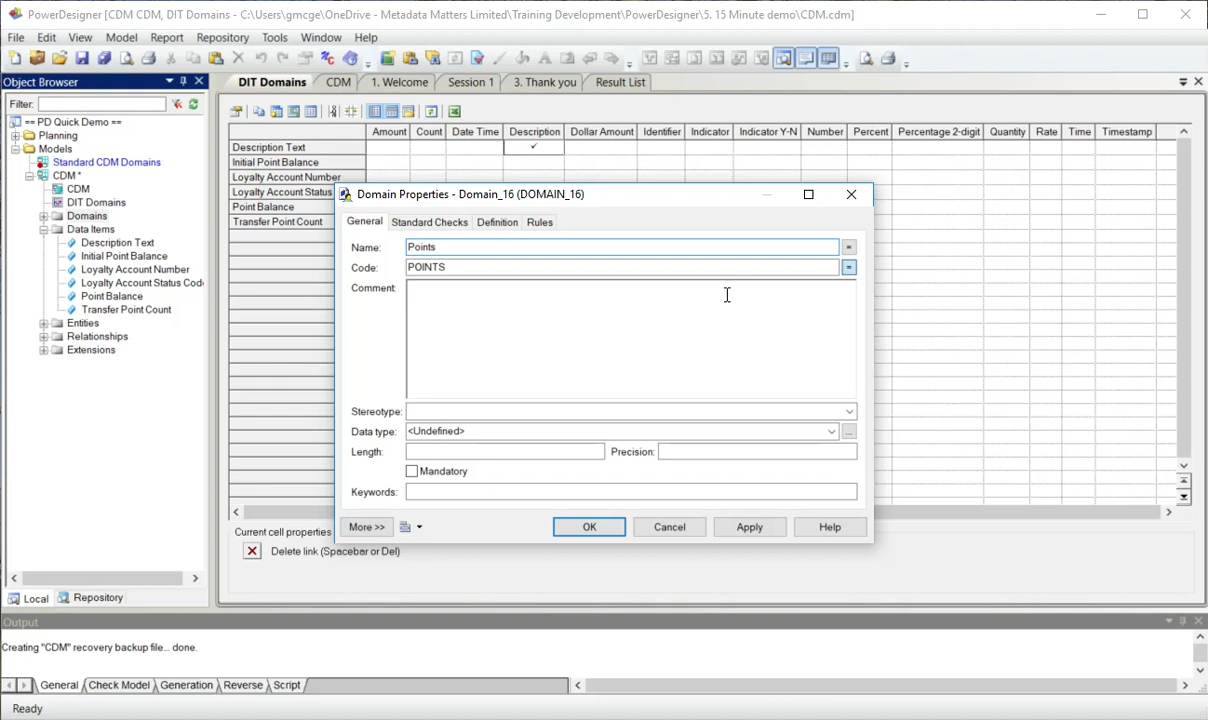 PowerDesigner [CDM CDM, DIT Domains - C:\Users\gmcge\OneDrive - Metadata Matters Limited\Training Development\PowerDesigner\5. 15 Minute demo\CDM.cdm]
File Edit View Model Report Repository Tools Window Help
Object Browser
DIT Domains CDM 1. Welcome Session 1 3. Thank you Result List
Filter:
== PD Quick Demo ==
Planning
Models
Standard CDM Domains
CDM *
CDM
DIT Domains
Domains
Data Items
Description Text
Initial Point Balance
Loyalty Account Number
Loyalty Account Status Code
Point Balance
Transfer Point Count
Entities
Relationships
Extensions
Local Repository
Amount Count Date Time Description Dollar Amount Identifier Indicator Indicator Y-N Number Percent Percentage 2-digit Quantity Rate Time Timestamp
Description Text
Initial Point Balance
Loyalty Account Number
Loyalty Account Status
Point Balance
Transfer Point Count
Domain Properties - Domain_16 (DOMAIN_16)
General Standard Checks Definition Rules
Name: Points =
Code: POINTS =
Comment:
Stereotype:
Data type: <Undefined> ...
Length: Precision:
Mandatory
Keywords:
More >> OK Cancel Apply Help
Current cell properties
Delete link (Spacebar or Del)
Output
Creating "CDM" recovery backup file... done.
General Check Model Generation Reverse Script
Ready